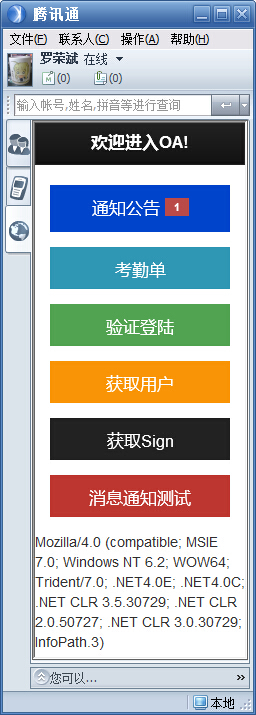 腾讯通
文件(F) 联系人(C) 操作(A) 帮助(H)
罗荣斌 在线
(0) (0)
输入帐号,姓名,拼音等进行查询
欢迎进入OA!
通知公告 1
考勤单
验证登陆
获取用户
获取Sign
消息通知测试
Mozilla/4.0 (compatible; MSIE
7.0; Windows NT 6.2; WOW64;
Trident/7.0; .NET4.0E; .NET4.0C;
.NET CLR 3.5.30729; .NET CLR
2.0.50727; .NET CLR 3.0.30729;
InfoPath.3)
您可以... »
本地